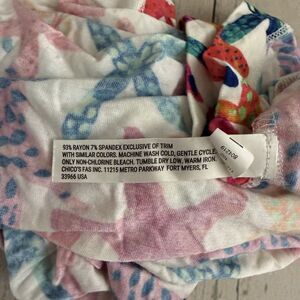 93% RAYON 7% SPANDEX EXCLUSIVE OF TRIM
WITH SIMILAR COLORS. MACHINE WASH COLD, GENTLE CYCLE.
ONLY NON-CHLORINE BLEACH, TUMBLE DRY LOW, WARM IRON.
CHICO'S FAS INC. 11215 METRO PARKWAY FORT MYERS, FL
33966 USA